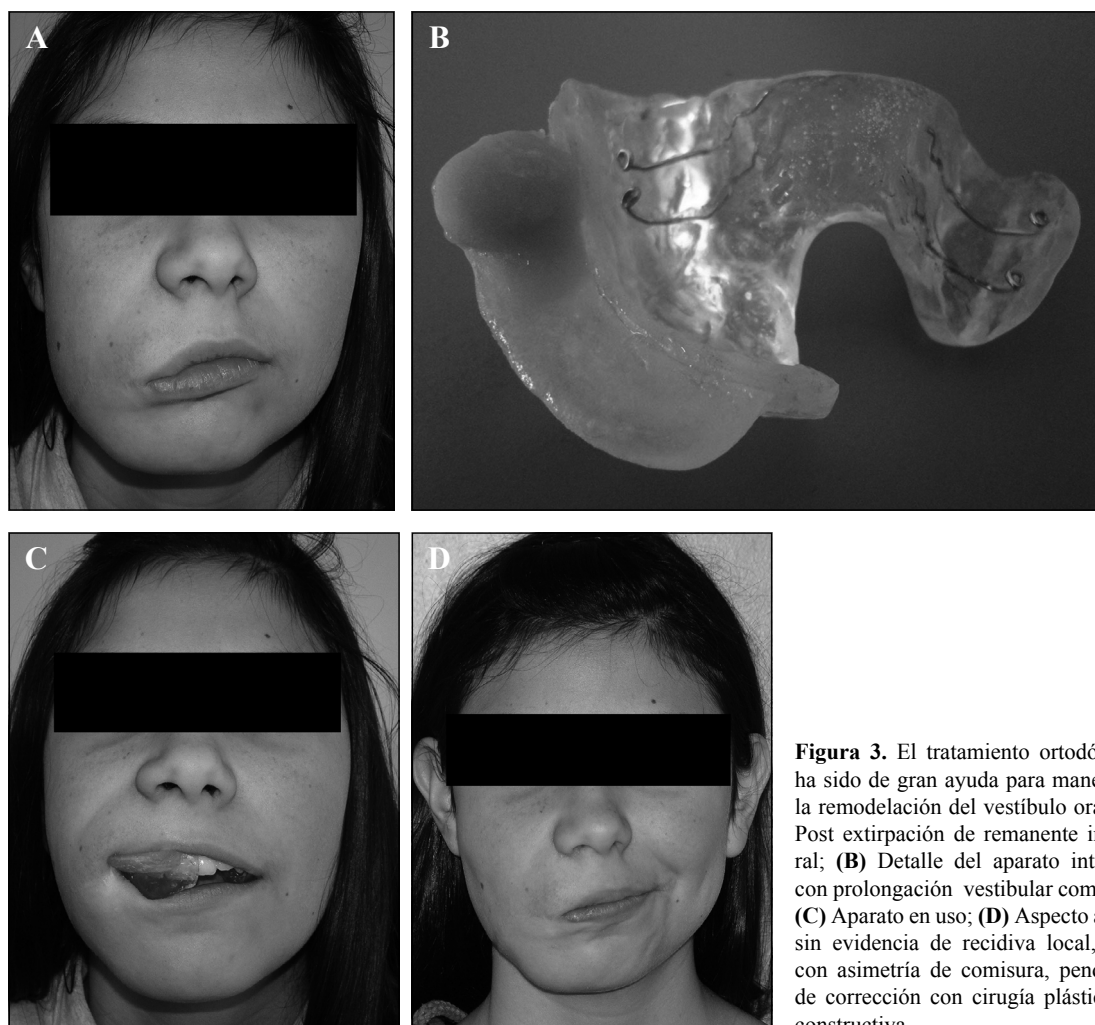 A
B
C
D
Figura 3. El tratamiento ortodó
ha sido de gran ayuda para mane
la remodelación del vestíbulo ora
Post extirpación de remanente in
ral; (B) Detalle del aparato int
con prolongación vestibular com
(C) Aparato en uso; (D) Aspecto a
sin evidencia de recidiva local,
con asimetría de comisura, pend
de corrección con cirugía plástic
constructiva